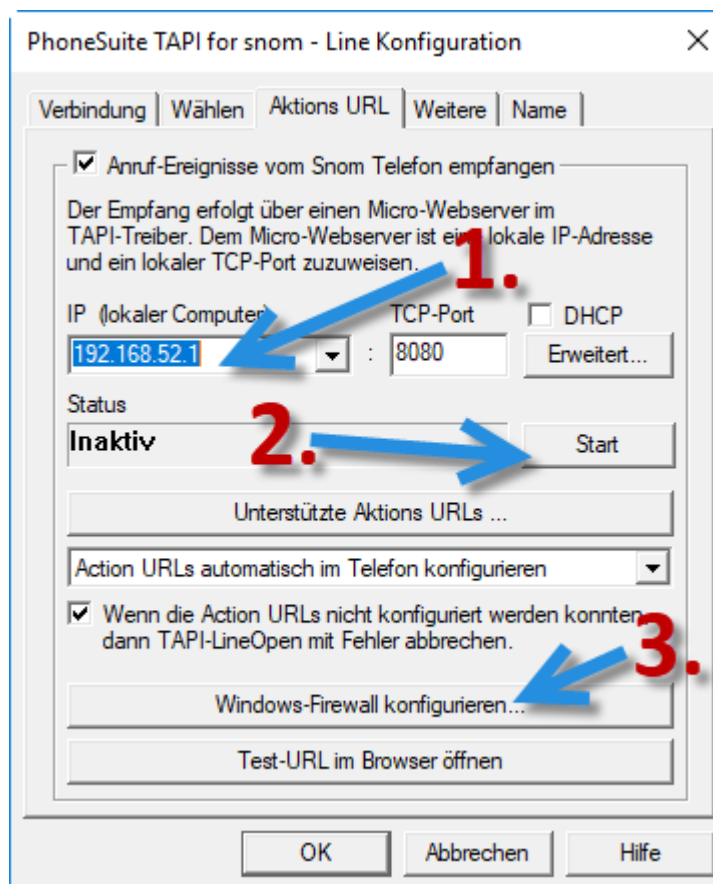 PhoneSuite TAPI for snom - Line Konfiguration
Verbindung Wählen Aktions URL Weitere Name
Anruf-Ereignisse vom Snom Telefon empfangen
Der Empfang erfolgt über einen Micro-Webserver im
TAPI-Treiber. Dem Micro-Webserver ist eine lokale IP-Adresse
und ein lokaler TCP-Port zuzuweisen.
1.
IP (lokaler Computer) TCP-Port DHCP
192.168.52.1 : 8080 Erweitert...
Status
Inaktiv 2. Start
Unterstützte Aktions URLs ...
Action URLs automatisch im Telefon konfigurieren
Wenn die Action URLs nicht konfiguriert werden konnten,
dann TAPI-LineOpen mit Fehler abbrechen.
3.
Windows-Firewall konfigurieren...
Test-URL im Browser öffnen
OK Abbrechen Hilfe